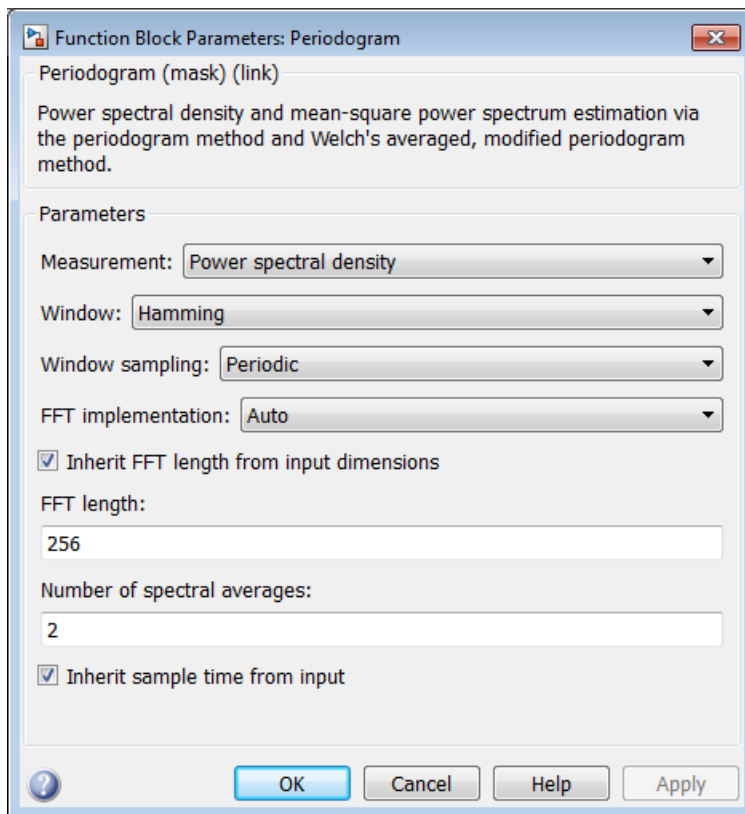 Function Block Parameters: Periodogram
Periodogram (mask) (link)
Power spectral density and mean-square power spectrum estimation via
the periodogram method and Welch's averaged, modified periodogram
method.
Parameters
Measurement: Power spectral density
Window: Hamming
Window sampling: Periodic
FFT implementation: Auto
Inherit FFT length from input dimensions
FFT length:
256
Number of spectral averages:
2
Inherit sample time from input
OK Cancel Help Apply